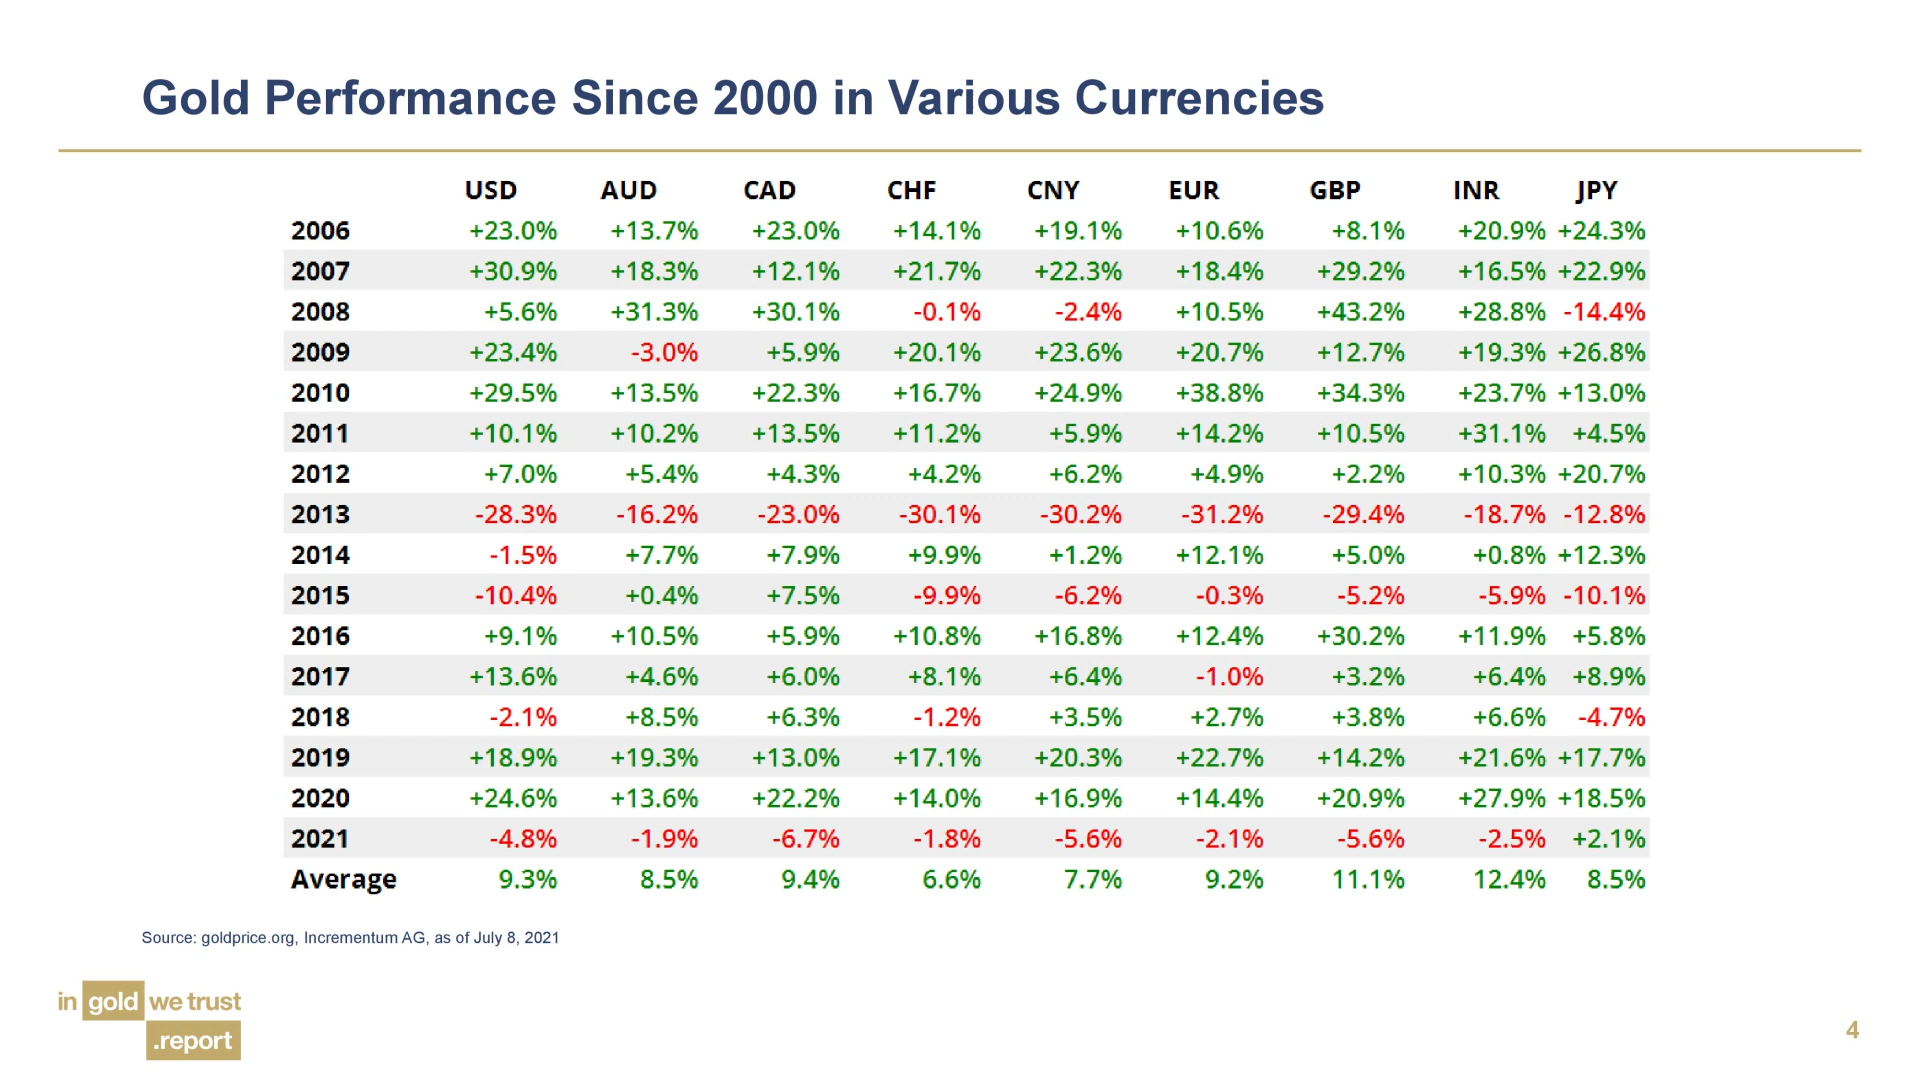 Gold Performance Since 2000 in Various Currencies
USD AUD CAD CHF CNY EUR GBP INR JPY
2006 +23.0% +13.7% +23.0% +14.1% +19.1% +10.6% +8.1% +20.9% +24.3%
2007 +30.9% +18.3% +12.1% +21.7% +22.3% +18.4% +29.2% +16.5% +22.9%
2008 +5.6% +31.3% +30.1% -0.1% -2.4% +10.5% +43.2% +28.8% -14.4%
2009 +23.4% -3.0% +5.9% +20.1% +23.6% +20.7% +12.7% +19.3% +26.8%
2010 +29.5% +13.5% +22.3% +16.7% +24.9% +38.8% +34.3% +23.7% +13.0%
2011 +10.1% +10.2% +13.5% +11.2% +5.9% +14.2% +10.5% +31.1% +4.5%
2012 +7.0% +5.4% +4.3% +4.2% +6.2% +4.9% +2.2% +10.3% +20.7%
2013 -28.3% -16.2% -23.0% -30.1% -30.2% -31.2% -29.4% -18.7% -12.8%
2014 -1.5% +7.7% +7.9% +9.9% +1.2% +12.1% +5.0% +0.8% +12.3%
2015 -10.4% +0.4% +7.5% -9.9% -6.2% -0.3% -5.2% -5.9% -10.1%
2016 +9.1% +10.5% +5.9% +10.8% +16.8% +12.4% +30.2% +11.9% +5.8%
2017 +13.6% +4.6% +6.0% +8.1% +6.4% -1.0% +3.2% +6.4% +8.9%
2018 -2.1% +8.5% +6.3% -1.2% +3.5% +2.7% +3.8% +6.6% -4.7%
2019 +18.9% +19.3% +13.0% +17.1% +20.3% +22.7% +14.2% +21.6% +17.7%
2020 +24.6% +13.6% +22.2% +14.0% +16.9% +14.4% +20.9% +27.9% +18.5%
2021 -4.8% -1.9% -6.7% -1.8% -5.6% -2.1% -5.6% -2.5% +2.1%
Average 9.3% 8.5% 9.4% 6.6% 7.7% 9.2% 11.1% 12.4% 8.5%
Source: goldprice.org, Incrementum AG, as of July 8, 2021
in gold we trust
.report
4